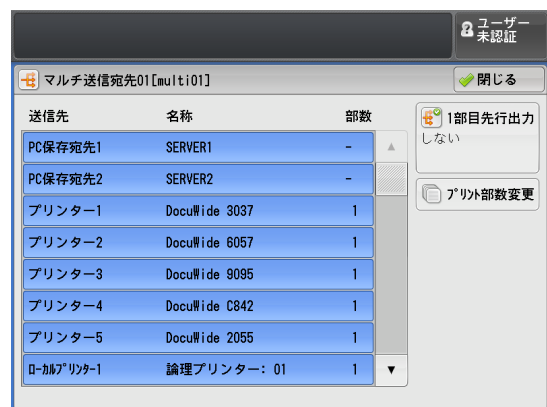 ユーザー
未認証
マルチ送信宛先01[multi01]
閉じる
送信先 名称 部数
PC保存宛先1 SERVER1 -
PC保存宛先2 SERVER2 -
プリンター1 DocuWide 3037 1
プリンター2 DocuWide 6057 1
プリンター3 DocuWide 9095 1
プリンター4 DocuWide C842 1
プリンター5 DocuWide 2055 1
ﾛｰｶﾙﾌﾟﾘﾝﾀｰ1 論理プリンター: 01 1
1部目先行出力
しない
ﾌﾟﾘﾝﾄ部数変更